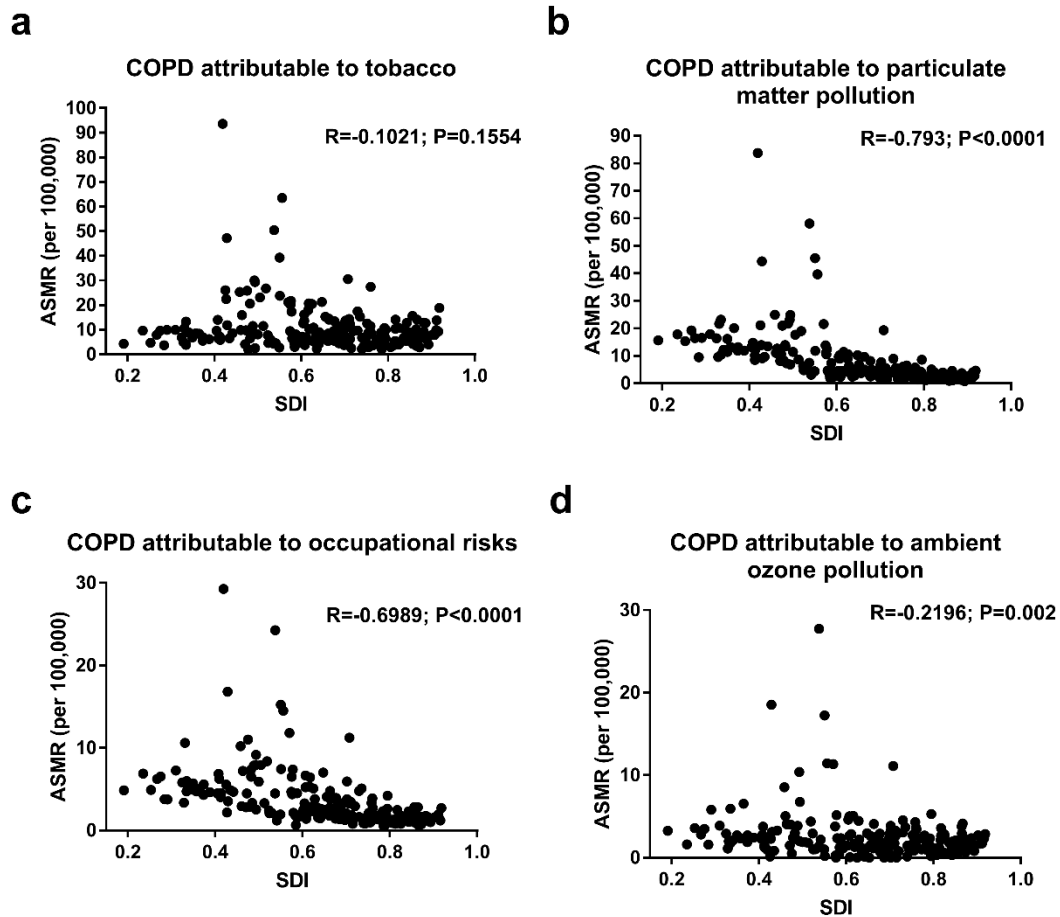 a
COPD attributable to tobacco
R=-0.1021; P=0.1554
ASMR (per 100,000)
100
90
80
70
60
50
40
30
20
10
0
0.2 0.4 0.6 0.8 1.0
SDI
b
COPD attributable to particulate
matter pollution
R=-0.793; P<0.0001
ASMR (per 100,000)
90
80
70
60
50
40
30
20
10
0
0.2 0.4 0.6 0.8 1.0
SDI
c
COPD attributable to occupational risks
R=-0.6989; P<0.0001
ASMR (per 100,000)
30
20
10
0
0.2 0.4 0.6 0.8 1.0
SDI
d
COPD attributable to ambient
ozone pollution
R=-0.2196; P=0.002
ASMR (per 100,000)
30
20
10
0
0.2 0.4 0.6 0.8 1.0
SDI